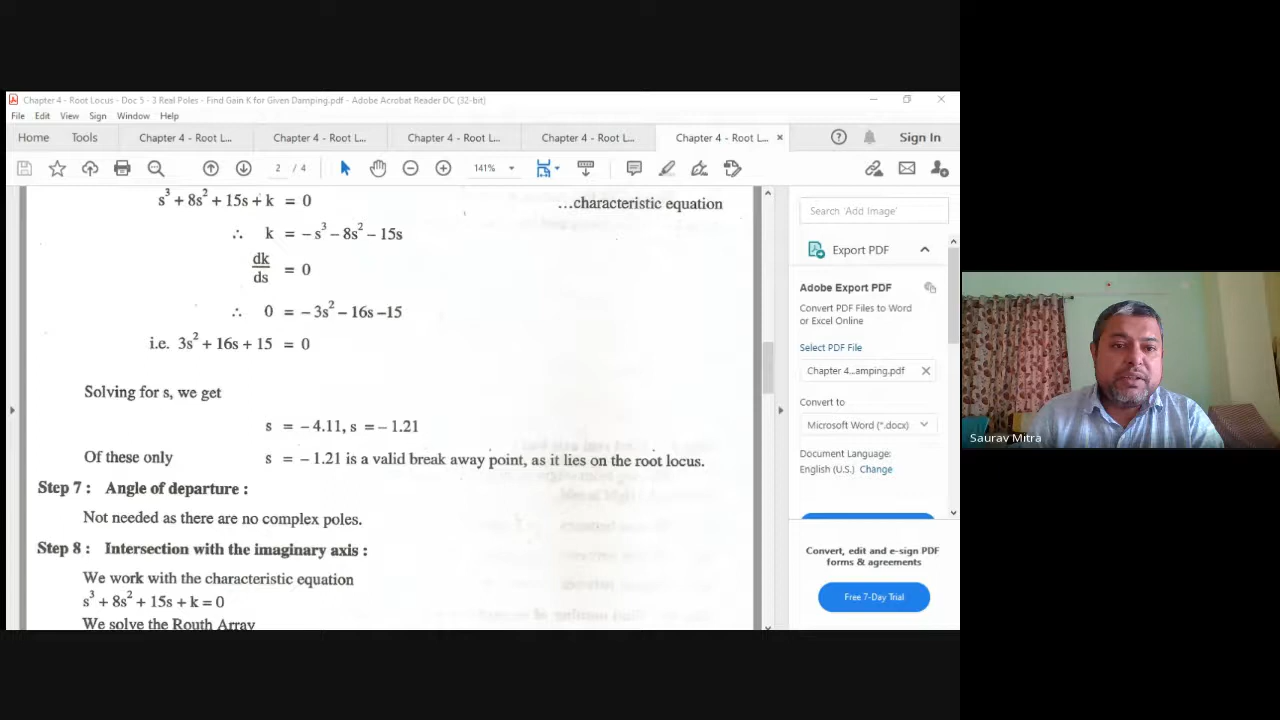 Chapter 4 - Root Locus - Doc 5 - 3 Real Poles - Find Gain K for Given Damping.pdf - Adobe Acrobat Reader DC (32-bit)
File Edit View Sign Window Help
Home Tools Chapter 4 - Root L... Chapter 4 - Root L... Chapter 4 - Root L... Chapter 4 - Root L... Chapter 4 - Root L... × Sign In
2 / 4 141%
s³ + 8s² + 15s + k = 0 ...characteristic equation
∴ k = − s³ − 8s² − 15s
dk/ds = 0
∴ 0 = − 3s² − 16s −15
i.e. 3s² + 16s + 15 = 0
Solving for s, we get
s = − 4.11, s = − 1.21
Of these only s = − 1.21 is a valid break away point, as it lies on the root locus.
Step 7 : Angle of departure :
Not needed as there are no complex poles.
Step 8 : Intersection with the imaginary axis :
We work with the characteristic equation
s³ + 8s² + 15s + k = 0
We solve the Routh Array
Search 'Add Image'
Export PDF
Adobe Export PDF
Convert PDF Files to Word
or Excel Online
Select PDF File
Chapter 4...amping.pdf
Convert to
Microsoft Word (*.docx)
Document Language:
English (U.S.) Change
Convert, edit and e-sign PDF
forms & agreements
Free 7-Day Trial
Saurav Mitra